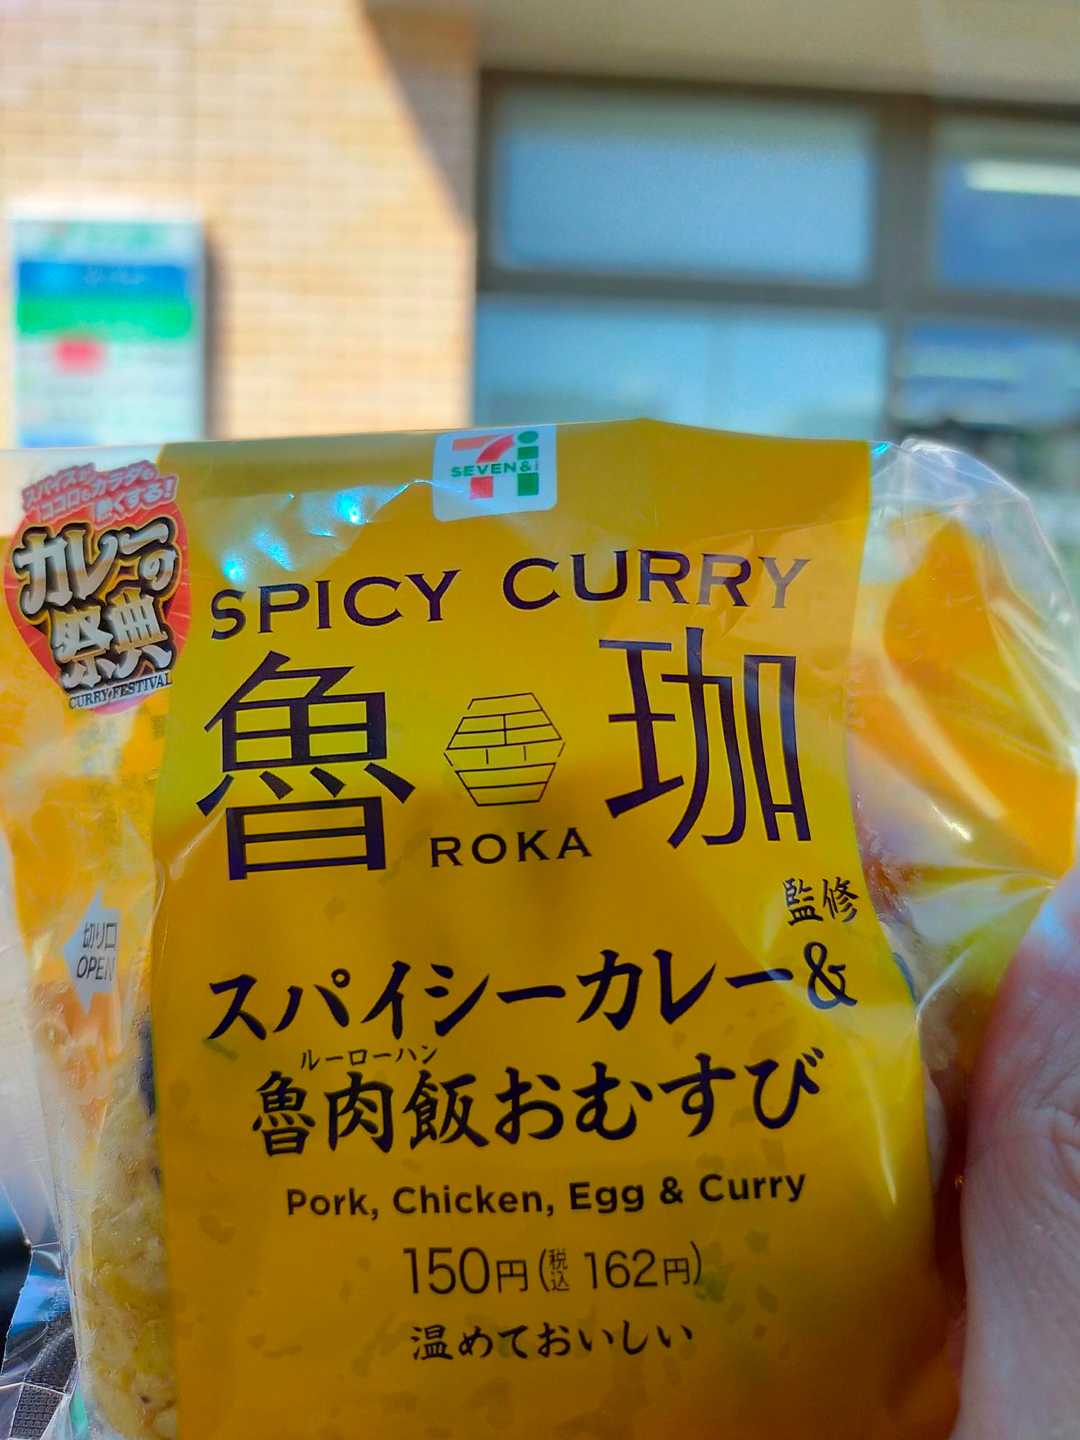 SEVEN&i
スパイスで
ココロもカラダも
熱くする!
カレーの
祭典
CURRY FESTIVAL
SPICY CURRY
魯珈
ROKA
監修
切り口
OPEN
スパイシーカレー&
ルーローハン
魯肉飯おむすび
Pork, Chicken, Egg & Curry
150円(税込 162円)
温めておいしい